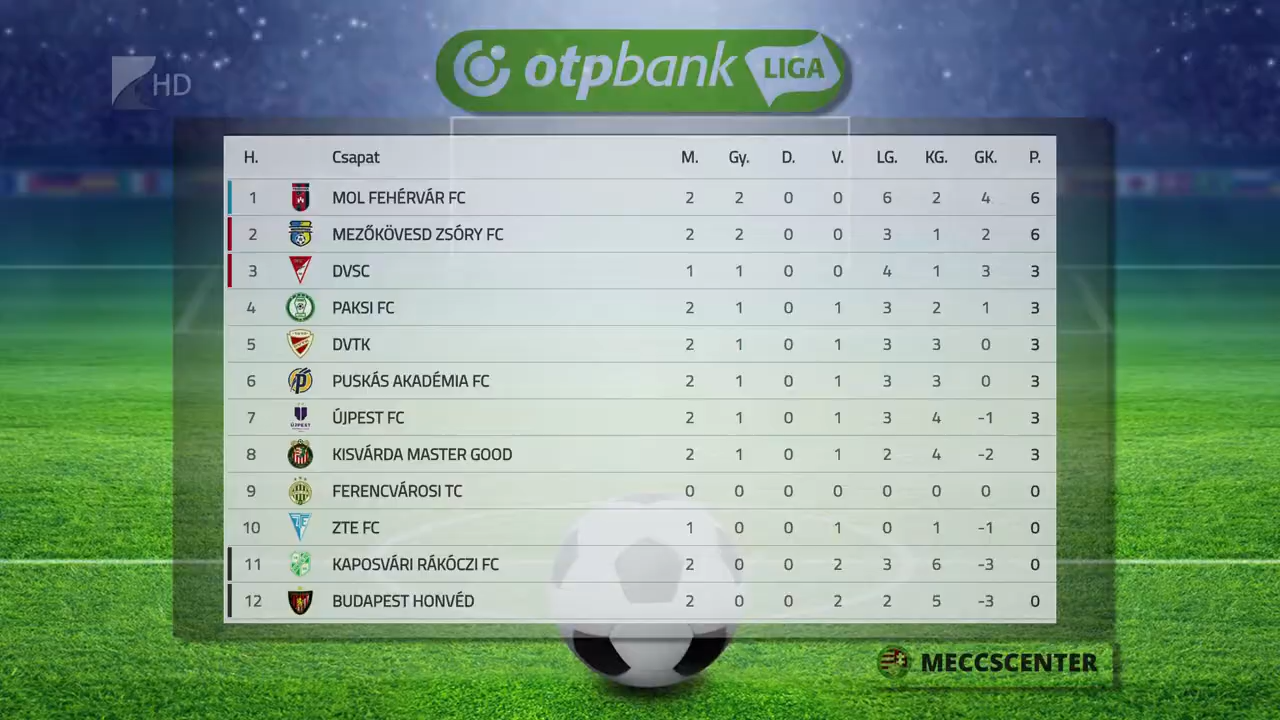 otpbank LIGA
HD
H. Csapat M. Gy. D. V. LG. KG. GK. P.
1 MOL FEHÉRVÁR FC 2 2 0 0 6 2 4 6
2 MEZŐKÖVESD ZSÓRY FC 2 2 0 0 3 1 2 6
3 DVSC 1 1 0 0 4 1 3 3
4 PAKSI FC 2 1 0 1 3 2 1 3
5 DVTK 2 1 0 1 3 3 0 3
6 PUSKÁS AKADÉMIA FC 2 1 0 1 3 3 0 3
7 ÚJPEST FC 2 1 0 1 3 4 -1 3
8 KISVÁRDA MASTER GOOD 2 1 0 1 2 4 -2 3
9 FERENCVÁROSI TC 0 0 0 0 0 0 0 0
10 ZTE FC 1 0 0 1 0 1 -1 0
11 KAPOSVÁRI RÁKÓCZI FC 2 0 0 2 3 6 -3 0
12 BUDAPEST HONVÉD 2 0 0 2 2 5 -3 0
MECCSCENTER